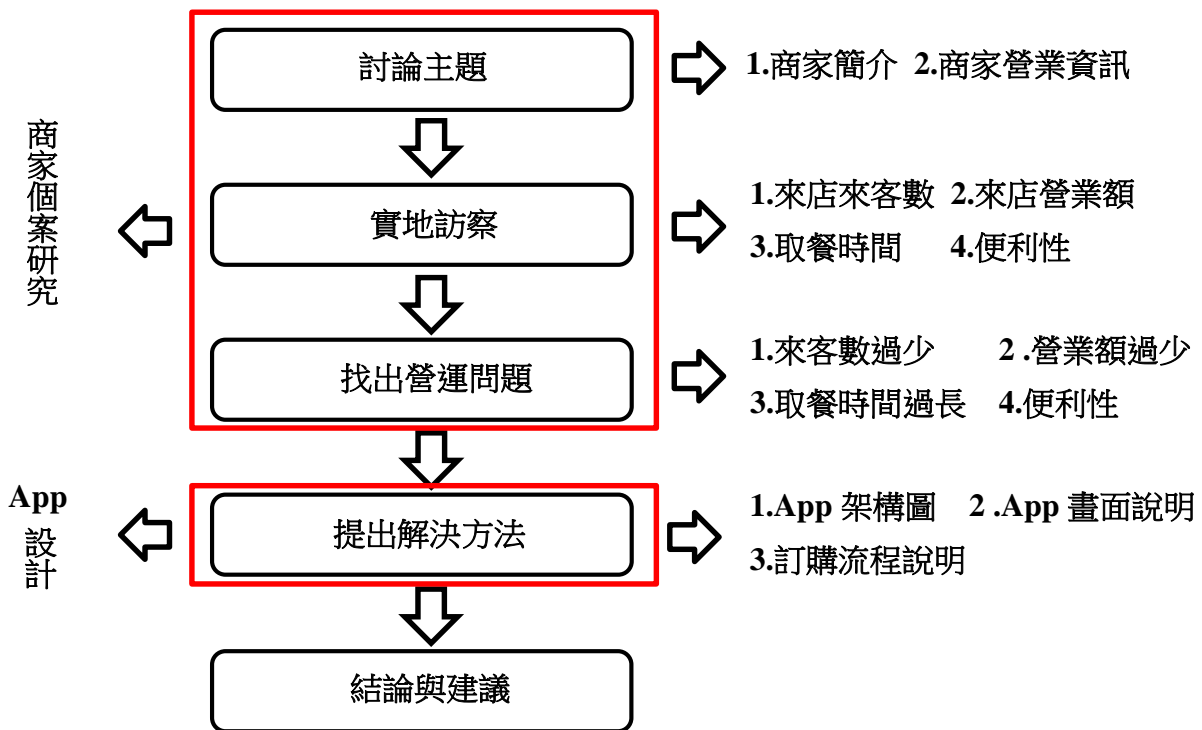 討論主題
1.商家簡介 2.商家營業資訊
商家個案研究
實地訪察
1.來店來客數 2.來店營業額
3.取餐時間 4.便利性
找出營運問題
1.來客數過少 2 .營業額過少
3.取餐時間過長 4.便利性
App
設計
提出解決方法
1.App 架構圖 2 .App 畫面說明
3.訂購流程說明
結論與建議